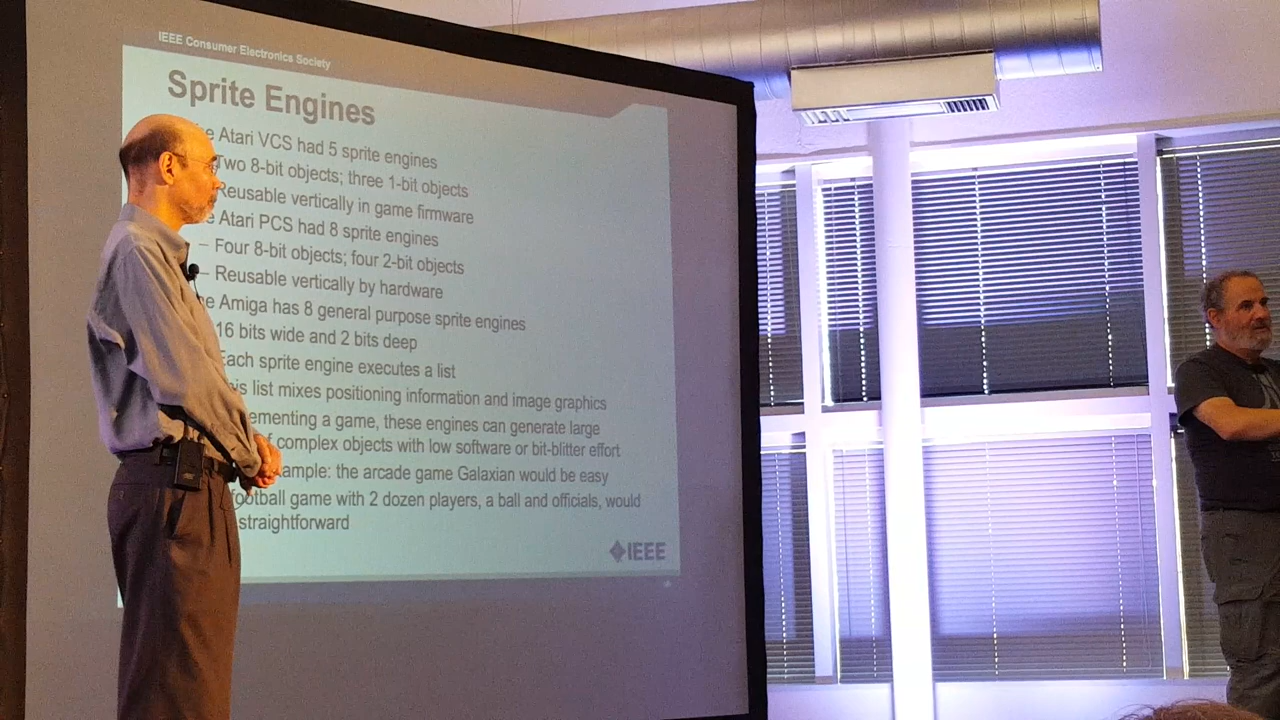 IEEE Consumer Electronics Society
Sprite Engines
Atari VCS had 5 sprite engines
Two 8-bit objects; three 1-bit objects
Reusable vertically in game firmware
Atari PCS had 8 sprite engines
– Four 8-bit objects; four 2-bit objects
– Reusable vertically by hardware
Amiga has 8 general purpose sprite engines
16 bits wide and 2 bits deep
Each sprite engine executes a list
list mixes positioning information and image graphics
a game, these engines can generate large
of complex objects with low software or bit-blitter effort
the arcade game Galaxian would be easy
football game with 2 dozen players, a ball and officials, would
straightforward
IEEE